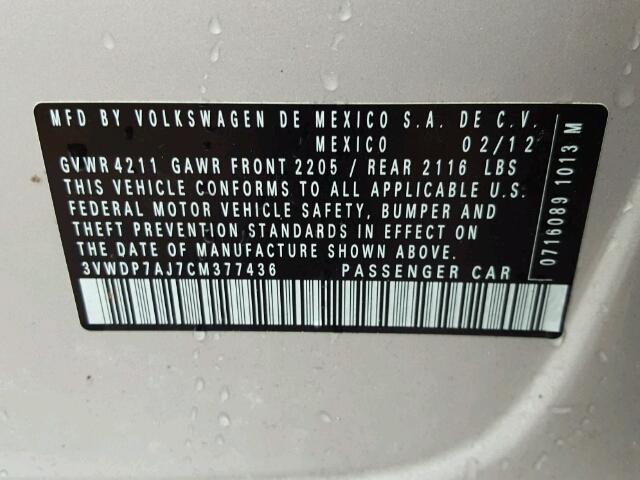 MFD BY VOLKSWAGEN DE MEXICO S.A. DE C.V.
MEXICO 02/12
GVWR 4211 GAWR FRONT 2205 / REAR 2116 LBS
THIS VEHICLE CONFORMS TO ALL APPLICABLE U.S.
FEDERAL MOTOR VEHICLE SAFETY, BUMPER AND
THEFT PREVENTION STANDARDS IN EFFECT ON
THE DATE OF MANUFACTURE SHOWN ABOVE.
3VWDP7AJ7CM377436 PASSENGER CAR
0716089 1013 M